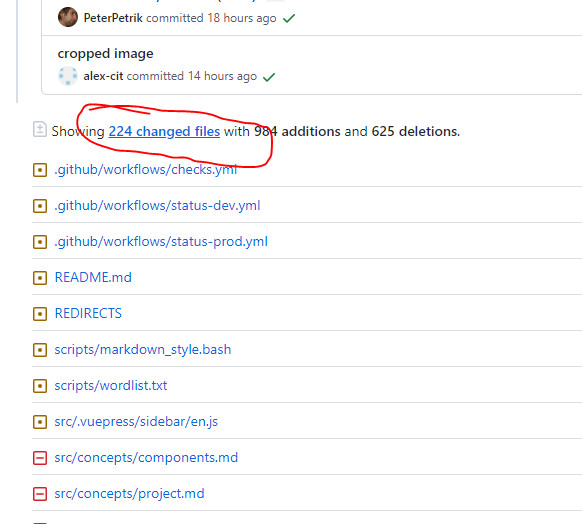 PeterPetrik committed 18 hours ago
cropped image
alex-cit committed 14 hours ago
Showing 224 changed files with 984 additions and 625 deletions.
.github/workflows/checks.yml
.github/workflows/status-dev.yml
.github/workflows/status-prod.yml
README.md
REDIRECTS
scripts/markdown_style.bash
scripts/wordlist.txt
src/.vuepress/sidebar/en.js
src/concepts/components.md
src/concepts/project.md